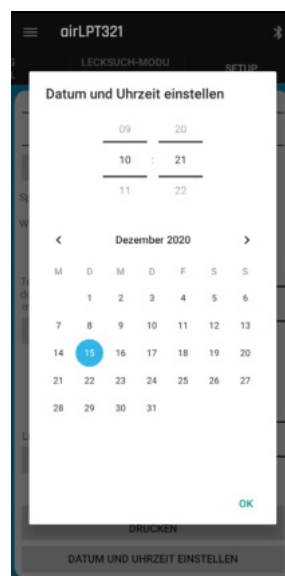 airLPT321
LECKSUCH-MODU
SETUP
Datum und Uhrzeit einstellen
09 20
10 : 21
11 22
< Dezember 2020 >
M D M D F S S
1 2 3 4 5 6
7 8 9 10 11 12 13
14 15 16 17 18 19 20
21 22 23 24 25 26 27
28 29 30 31
OK
DRUCKEN
DATUM UND UHRZEIT EINSTELLEN